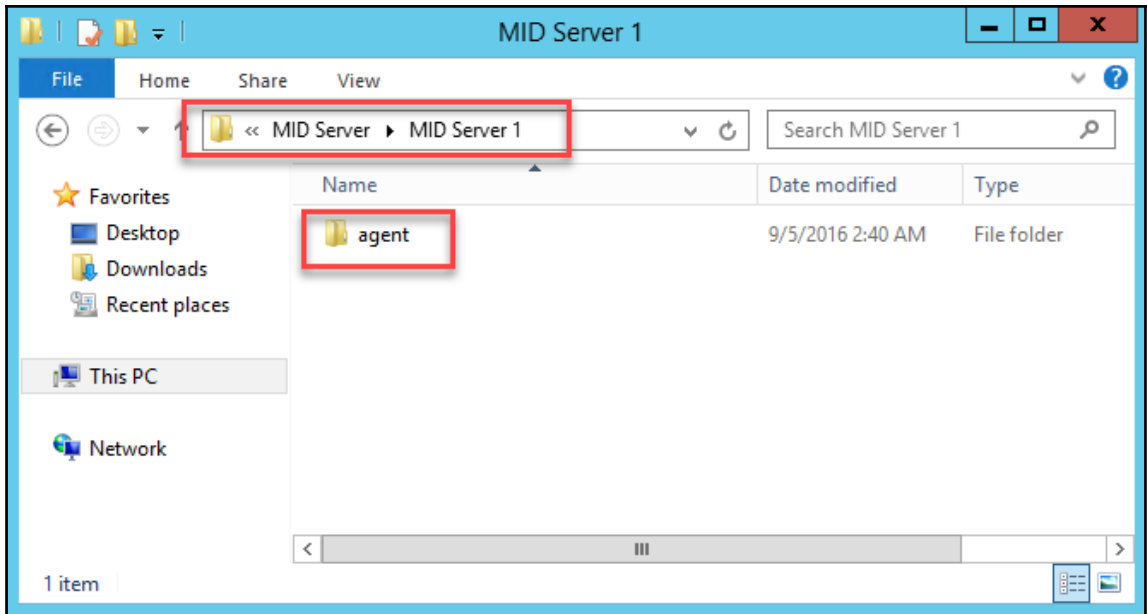 MID Server 1
File Home Share View
« MID Server MID Server 1 Search MID Server 1
Name Date modified Type
Favorites
Desktop agent 9/5/2016 2:40 AM File folder
Downloads
Recent places
This PC
Network
1 item